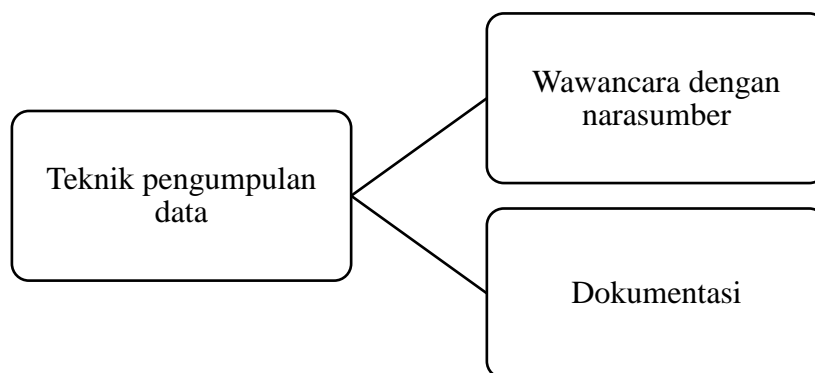 Teknik pengumpulan
data
Wawancara dengan
narasumber
Dokumentasi